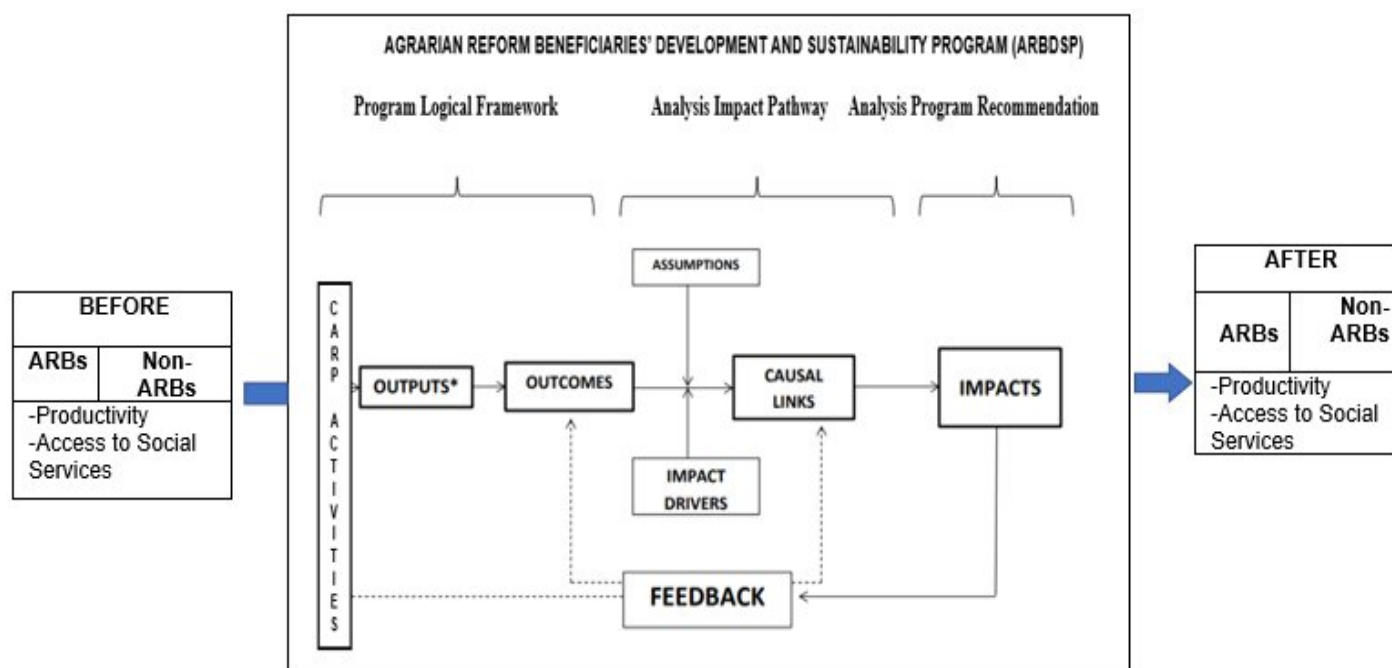 AGRARIAN REFORM BENEFICIARIES' DEVELOPMENT AND SUSTAINABILITY PROGRAM (ARBDSP)
Program Logical Framework
Analysis Impact Pathway
Analysis Program Recommendation
BEFORE
ARBs
Non-
ARBs
-Productivity
-Access to Social
Services
CARP ACTIVITIES
OUTPUTS*
OUTCOMES
ASSUMPTIONS
IMPACT
DRIVERS
CAUSAL
LINKS
IMPACTS
FEEDBACK
AFTER
ARBs
Non-
ARBs
-Productivity
-Access to Social
Services